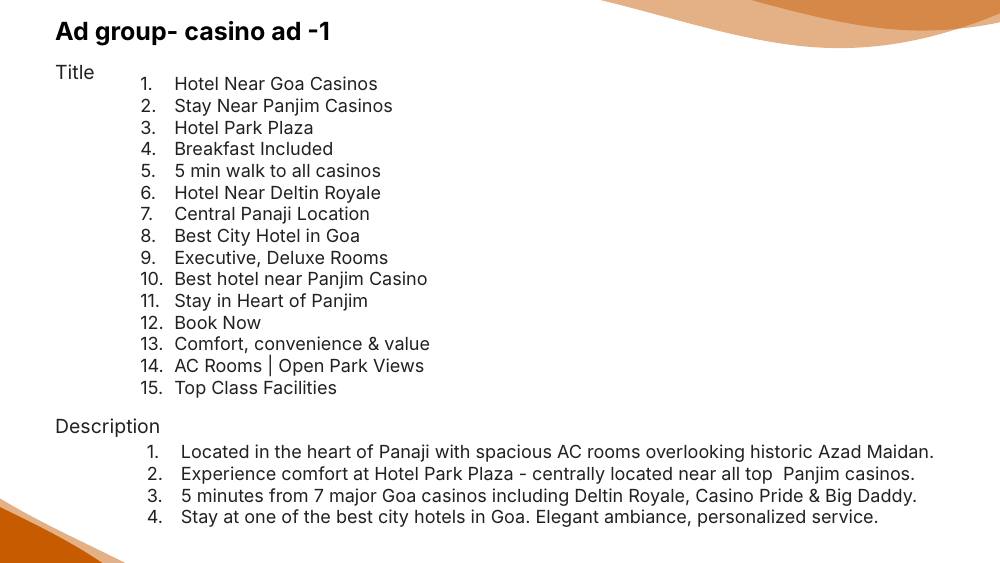 Ad group- casino ad -1
Title
1. Hotel Near Goa Casinos
2. Stay Near Panjim Casinos
3. Hotel Park Plaza
4. Breakfast Included
5. 5 min walk to all casinos
6. Hotel Near Deltin Royale
7. Central Panaji Location
8. Best City Hotel in Goa
9. Executive, Deluxe Rooms
10. Best hotel near Panjim Casino
11. Stay in Heart of Panjim
12. Book Now
13. Comfort, convenience & value
14. AC Rooms | Open Park Views
15. Top Class Facilities
Description
1. Located in the heart of Panaji with spacious AC rooms overlooking historic Azad Maidan.
2. Experience comfort at Hotel Park Plaza - centrally located near all top  Panjim casinos.
3. 5 minutes from 7 major Goa casinos including Deltin Royale, Casino Pride & Big Daddy.
4. Stay at one of the best city hotels in Goa. Elegant ambiance, personalized service.